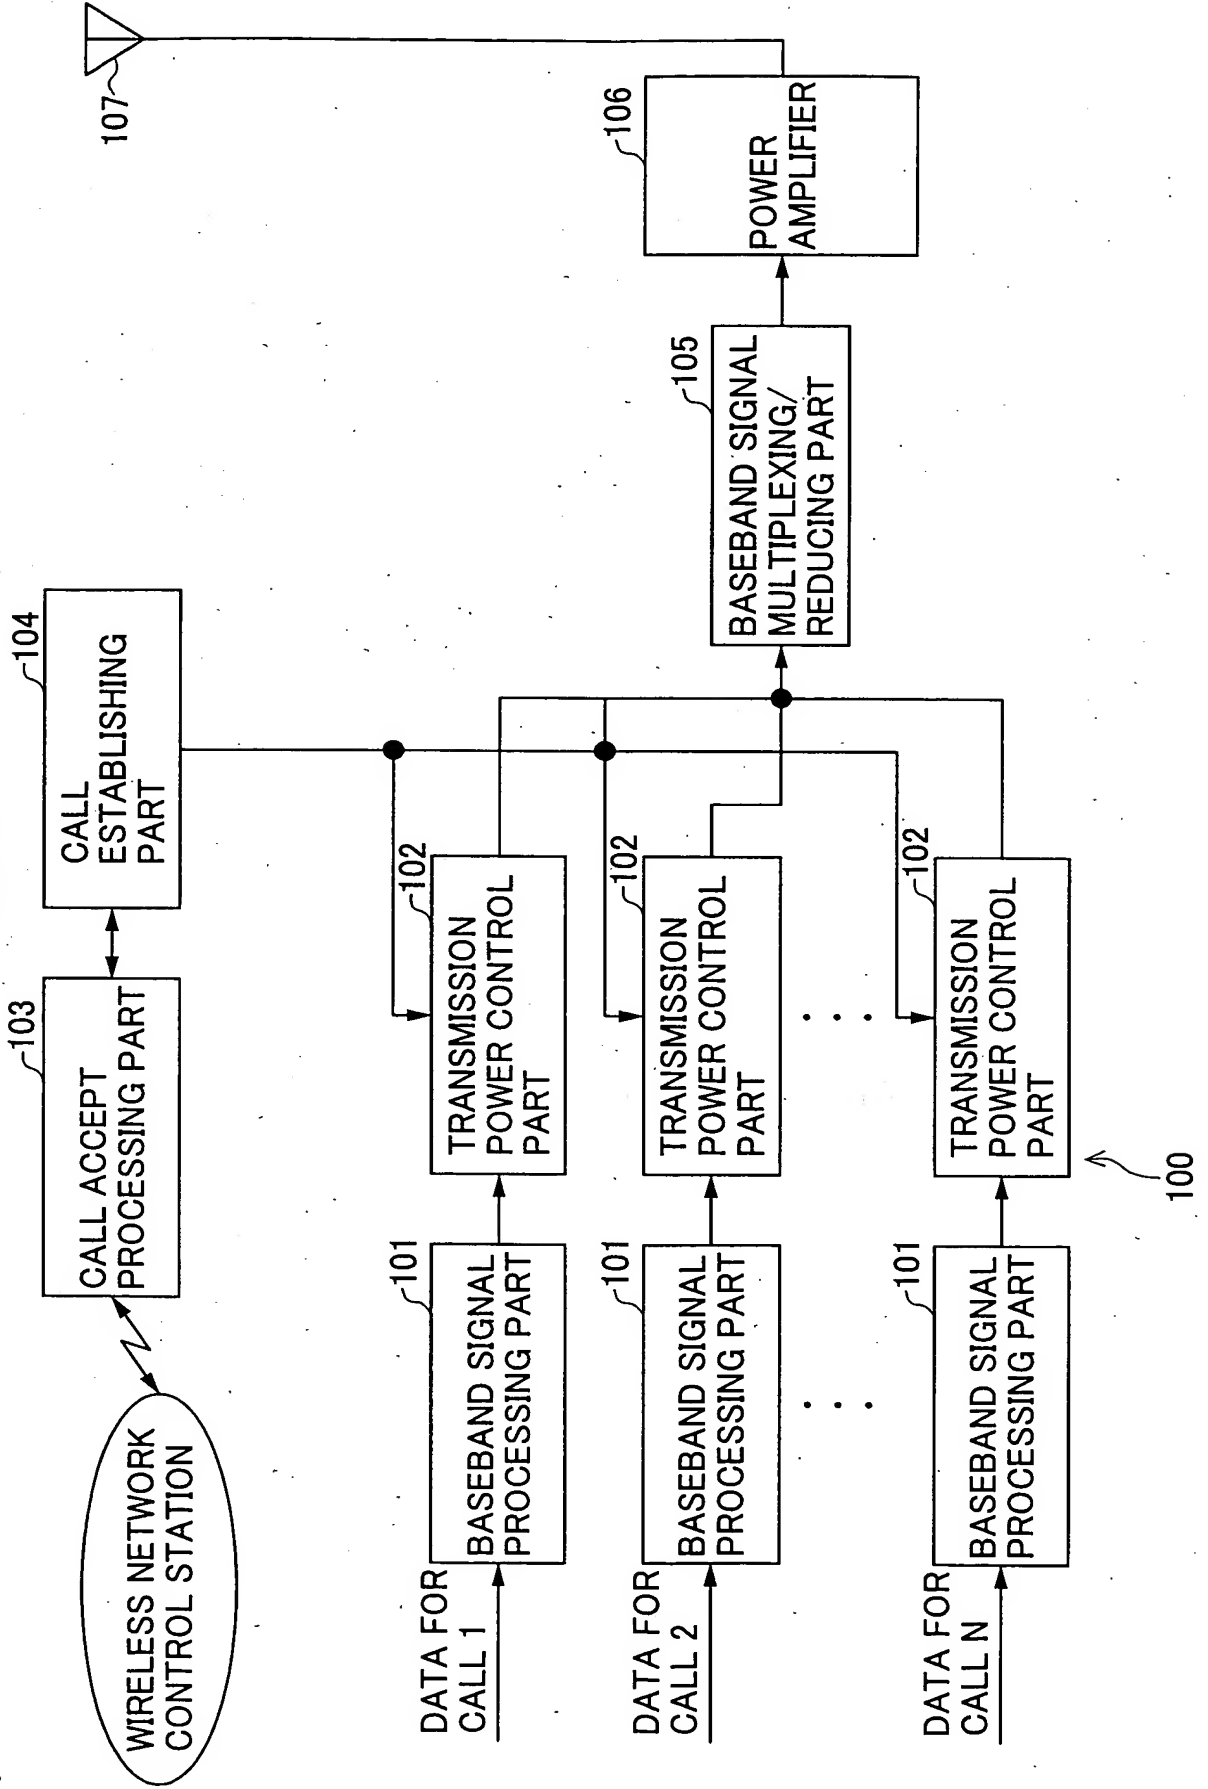 WIRELESS NETWORK
CONTROL STATION
103
CALL ACCEPT
PROCESSING PART
104
CALL
ESTABLISHING
PART
107
DATA FOR
CALL 1
101
BASEBAND SIGNAL
PROCESSING PART
102
TRANSMISSION
POWER CONTROL
PART
DATA FOR
CALL 2
101
BASEBAND SIGNAL
PROCESSING PART
102
TRANSMISSION
POWER CONTROL
PART
105
BASEBAND SIGNAL
MULTIPLEXING/
REDUCING PART
106
POWER
AMPLIFIER
DATA FOR
CALL N
101
BASEBAND SIGNAL
PROCESSING PART
102
TRANSMISSION
POWER CONTROL
PART
100